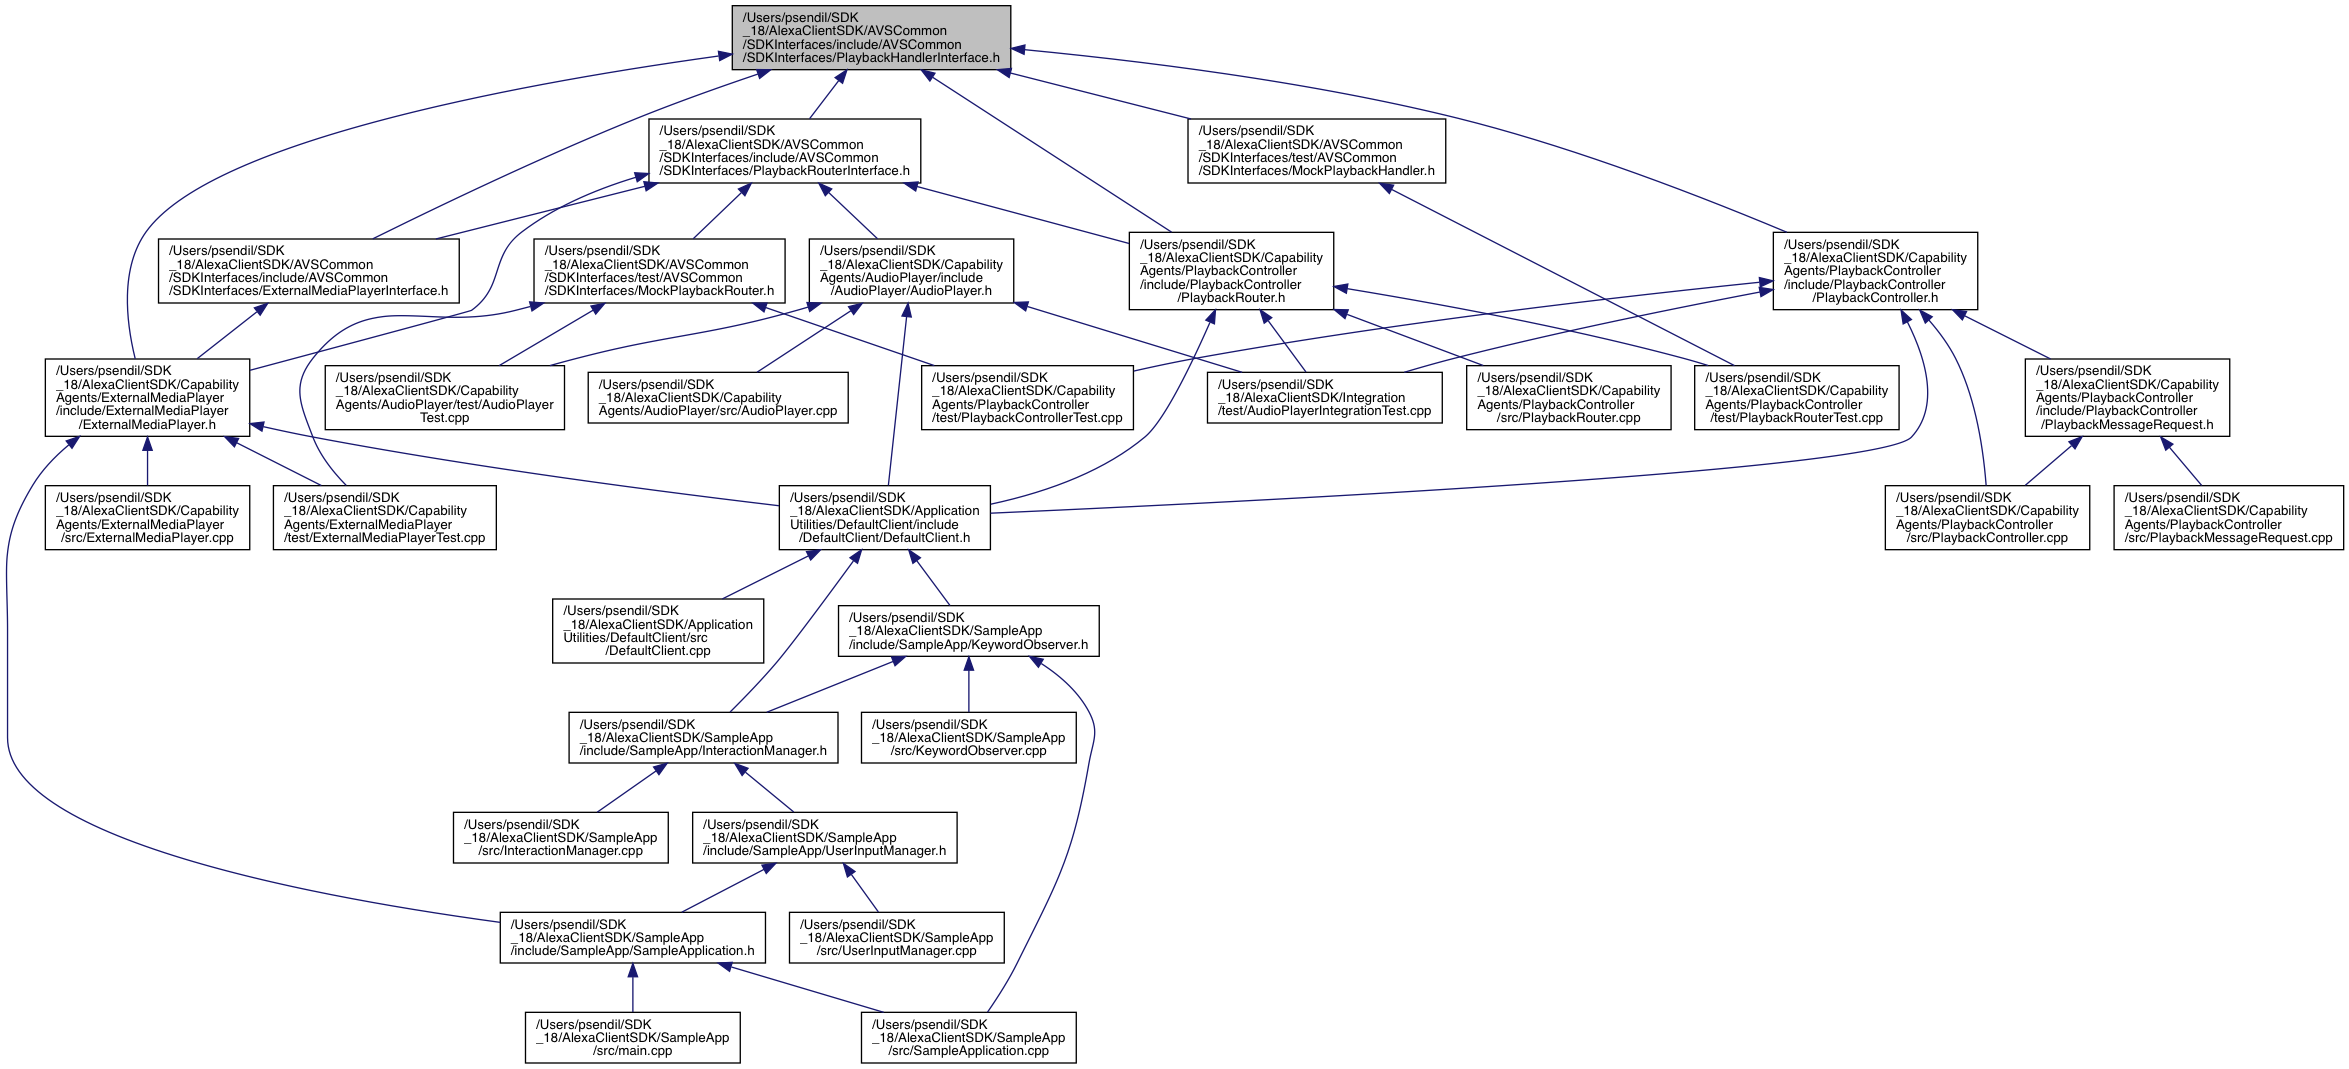 /Users/psendil/SDK
_18/AlexaClientSDK/AVSCommon
/SDKInterfaces/include/AVSCommon
/SDKInterfaces/PlaybackHandlerInterface.h
/Users/psendil/SDK
_18/AlexaClientSDK/AVSCommon
/SDKInterfaces/include/AVSCommon
/SDKInterfaces/PlaybackRouterInterface.h
/Users/psendil/SDK
_18/AlexaClientSDK/AVSCommon
/SDKInterfaces/test/AVSCommon
/SDKInterfaces/MockPlaybackHandler.h
/Users/psendil/SDK
_18/AlexaClientSDK/AVSCommon
/SDKInterfaces/include/AVSCommon
/SDKInterfaces/ExternalMediaPlayerInterface.h
/Users/psendil/SDK
_18/AlexaClientSDK/AVSCommon
/SDKInterfaces/test/AVSCommon
/SDKInterfaces/MockPlaybackRouter.h
/Users/psendil/SDK
_18/AlexaClientSDK/Capability
Agents/AudioPlayer/include
/AudioPlayer/AudioPlayer.h
/Users/psendil/SDK
_18/AlexaClientSDK/Capability
Agents/PlaybackController
/include/PlaybackController
/PlaybackRouter.h
/Users/psendil/SDK
_18/AlexaClientSDK/Capability
Agents/PlaybackController
/include/PlaybackController
/PlaybackController.h
/Users/psendil/SDK
_18/AlexaClientSDK/Capability
Agents/ExternalMediaPlayer
/include/ExternalMediaPlayer
/ExternalMediaPlayer.h
/Users/psendil/SDK
_18/AlexaClientSDK/Capability
Agents/AudioPlayer/test/AudioPlayer
Test.cpp
/Users/psendil/SDK
_18/AlexaClientSDK/Capability
Agents/AudioPlayer/src/AudioPlayer.cpp
/Users/psendil/SDK
_18/AlexaClientSDK/Capability
Agents/PlaybackController
/test/PlaybackControllerTest.cpp
/Users/psendil/SDK
_18/AlexaClientSDK/Integration
/test/AudioPlayerIntegrationTest.cpp
/Users/psendil/SDK
_18/AlexaClientSDK/Capability
Agents/PlaybackController
/src/PlaybackRouter.cpp
/Users/psendil/SDK
_18/AlexaClientSDK/Capability
Agents/PlaybackController
/test/PlaybackRouterTest.cpp
/Users/psendil/SDK
_18/AlexaClientSDK/Capability
Agents/PlaybackController
/include/PlaybackController
/PlaybackMessageRequest.h
/Users/psendil/SDK
_18/AlexaClientSDK/Capability
Agents/ExternalMediaPlayer
/src/ExternalMediaPlayer.cpp
/Users/psendil/SDK
_18/AlexaClientSDK/Capability
Agents/ExternalMediaPlayer
/test/ExternalMediaPlayerTest.cpp
/Users/psendil/SDK
_18/AlexaClientSDK/Application
Utilities/DefaultClient/include
/DefaultClient/DefaultClient.h
/Users/psendil/SDK
_18/AlexaClientSDK/Capability
Agents/PlaybackController
/src/PlaybackController.cpp
/Users/psendil/SDK
_18/AlexaClientSDK/Capability
Agents/PlaybackController
/src/PlaybackMessageRequest.cpp
/Users/psendil/SDK
_18/AlexaClientSDK/Application
Utilities/DefaultClient/src
/DefaultClient.cpp
/Users/psendil/SDK
_18/AlexaClientSDK/SampleApp
/include/SampleApp/KeywordObserver.h
/Users/psendil/SDK
_18/AlexaClientSDK/SampleApp
/include/SampleApp/InteractionManager.h
/Users/psendil/SDK
_18/AlexaClientSDK/SampleApp
/src/KeywordObserver.cpp
/Users/psendil/SDK
_18/AlexaClientSDK/SampleApp
/src/InteractionManager.cpp
/Users/psendil/SDK
_18/AlexaClientSDK/SampleApp
/include/SampleApp/UserInputManager.h
/Users/psendil/SDK
_18/AlexaClientSDK/SampleApp
/include/SampleApp/SampleApplication.h
/Users/psendil/SDK
_18/AlexaClientSDK/SampleApp
/src/UserInputManager.cpp
/Users/psendil/SDK
_18/AlexaClientSDK/SampleApp
/src/main.cpp
/Users/psendil/SDK
_18/AlexaClientSDK/SampleApp
/src/SampleApplication.cpp